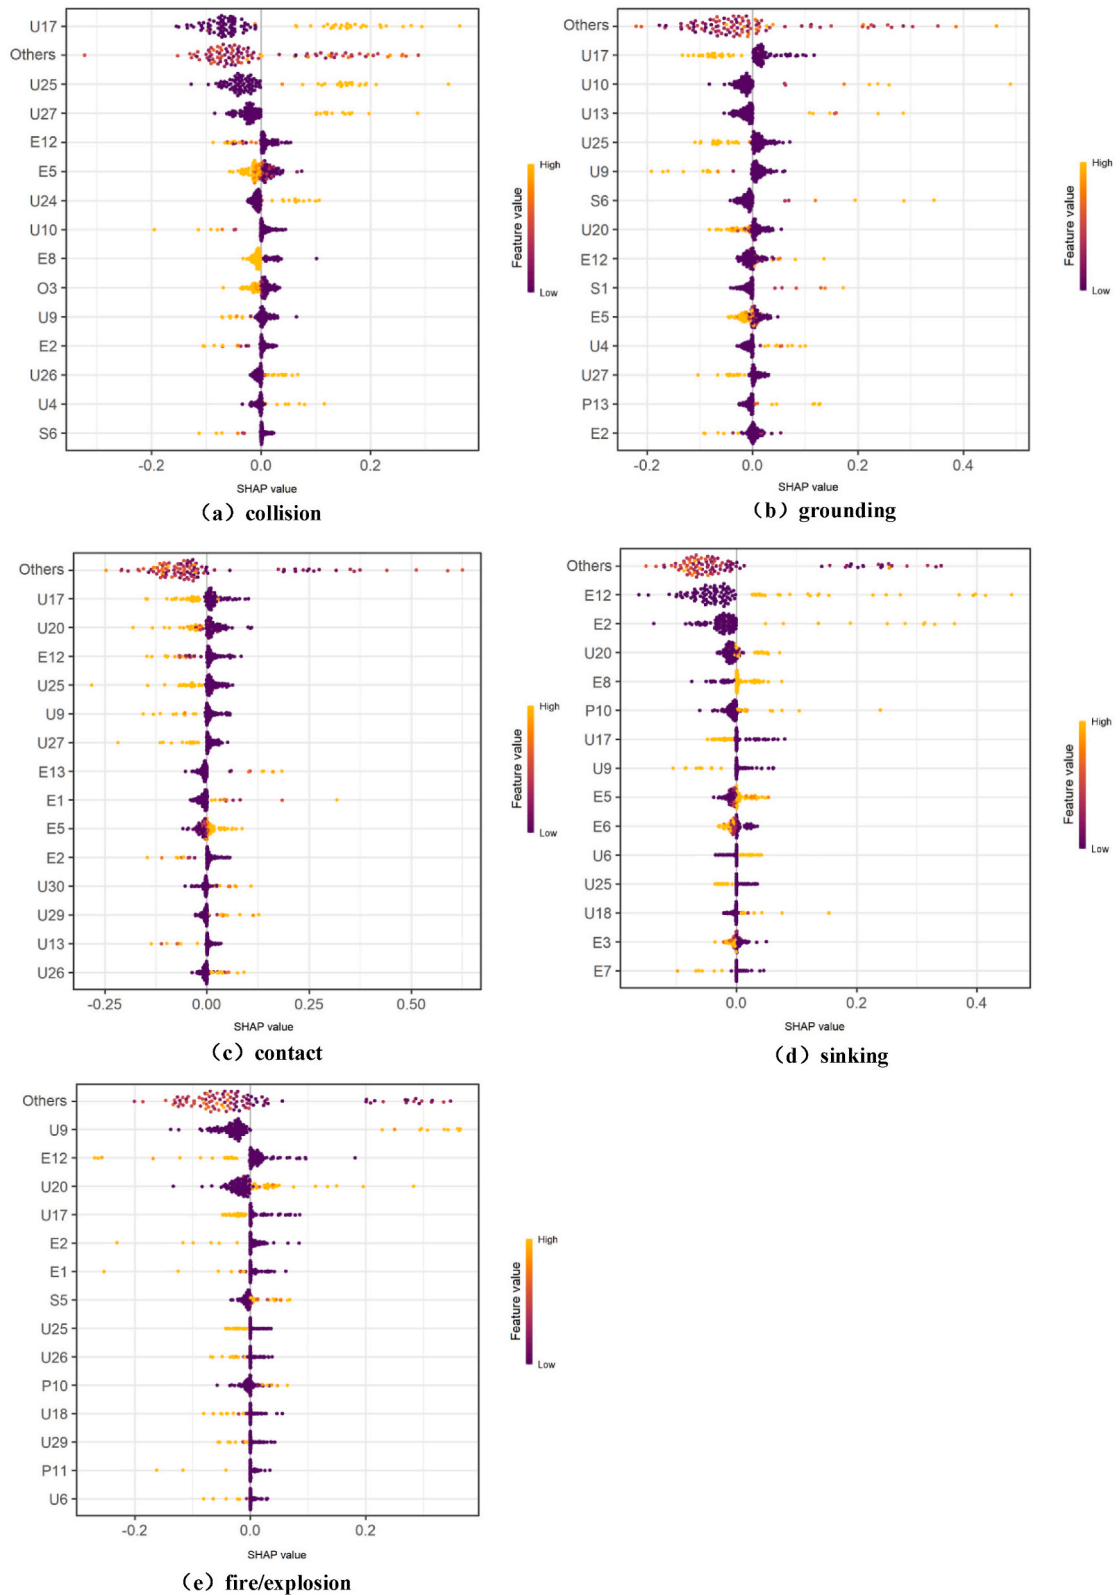 U17
Others
U25
U27
E12
E5
U24
U10
E8
O3
U9
E2
U26
U4
S6
-0.2 0.0 0.2
SHAP value
High
Feature value
Low
(a) collision
Others
U17
U10
U13
U25
U9
S6
U20
E12
S1
E5
U4
U27
P13
E2
-0.2 0.0 0.2 0.4
SHAP value
High
Feature value
Low
(b) grounding
Others
U17
U20
E12
U25
U9
U27
E13
E1
E5
E2
U30
U29
U13
U26
-0.25 0.00 0.25 0.50
SHAP value
High
Feature value
Low
(c) contact
Others
E12
E2
U20
E8
P10
U17
U9
E5
E6
U6
U25
U18
E3
E7
0.0 0.2 0.4
SHAP value
High
Feature value
Low
(d) sinking
Others
U9
E12
U20
U17
E2
E1
S5
U25
U26
P10
U18
U29
P11
U6
-0.2 0.0 0.2
SHAP value
High
Feature value
Low
(e) fire/explosion